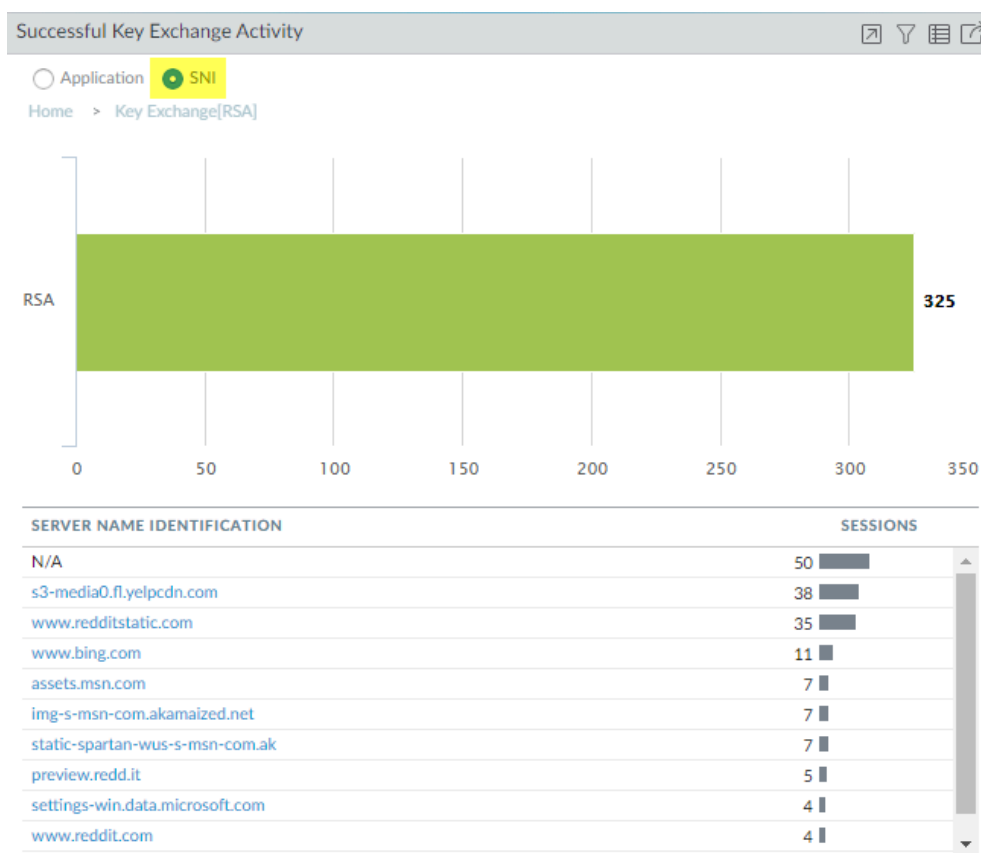 Successful Key Exchange Activity
Application SNI
Home > Key Exchange[RSA]
RSA 325
0 50 100 150 200 250 300 350
SERVER NAME IDENTIFICATION SESSIONS
N/A 50
s3-media0.fl.yelpcdn.com 38
www.redditstatic.com 35
www.bing.com 11
assets.msn.com 7
img-s-msn-com.akamaized.net 7
static-spartan-wus-s-msn-com.ak 7
preview.redd.it 5
settings-win.data.microsoft.com 4
www.reddit.com 4